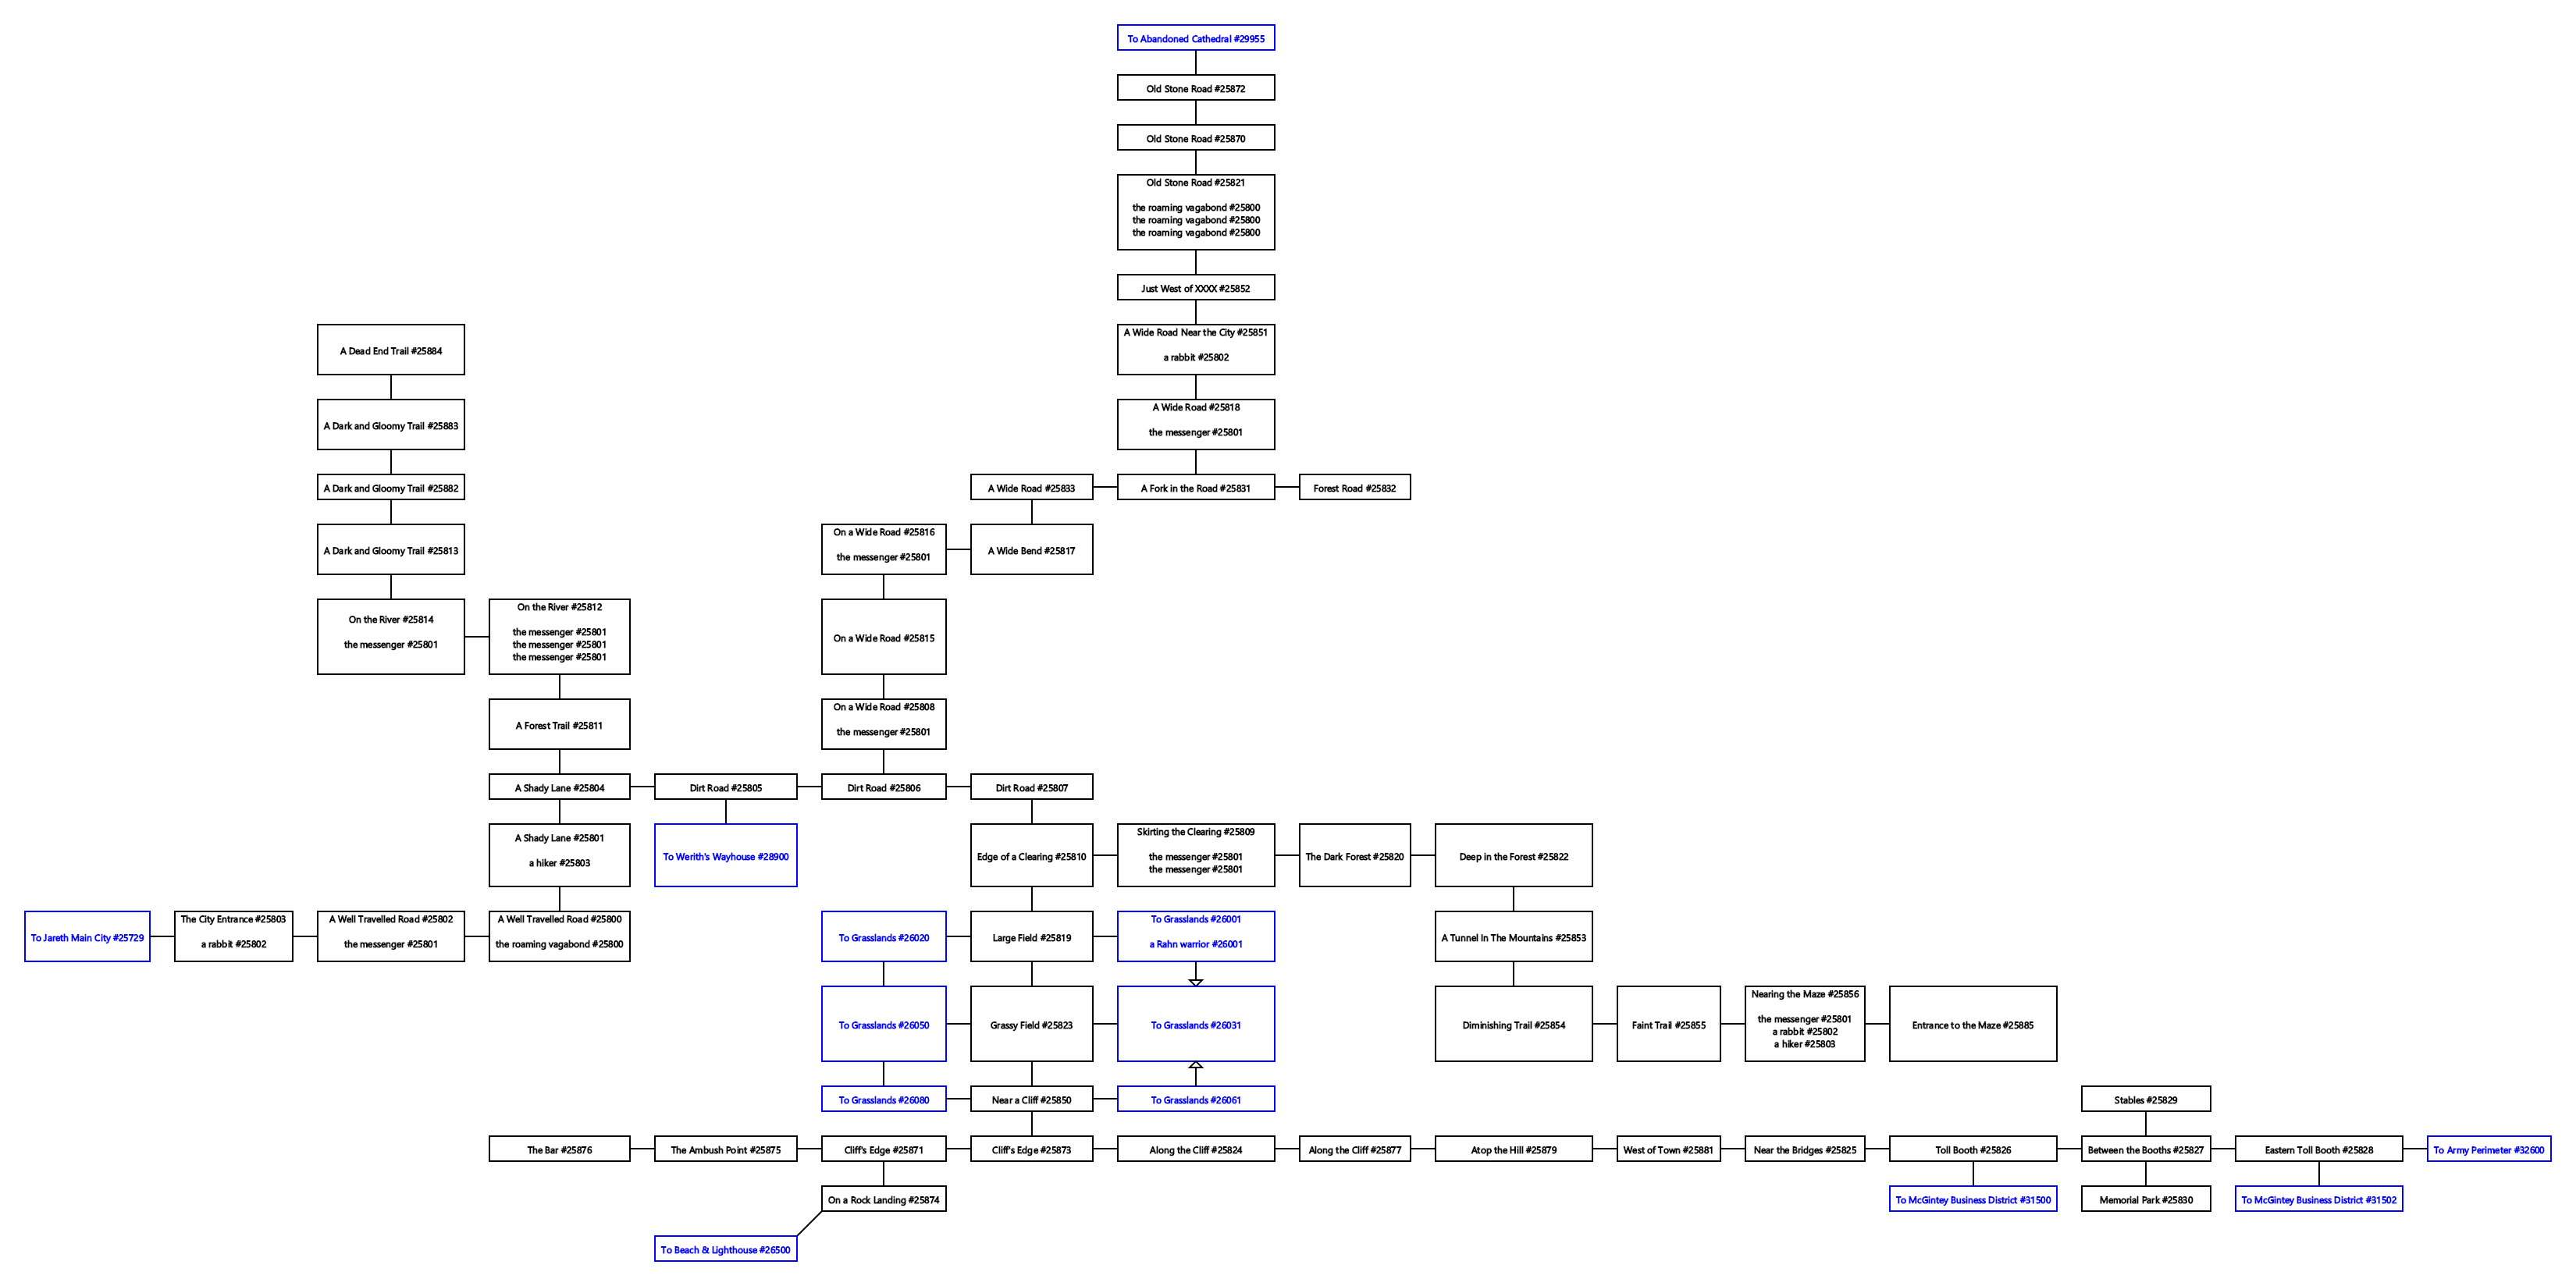 To Abandoned Cathedral #29955
Old Stone Road #25872
Old Stone Road #25870
Old Stone Road #25821
the roaming vagabond #25800
the roaming vagabond #25800
the roaming vagabond #25800
Just West of XXXX #25852
A Dead End Trail #25884
A Wide Road Near the City #25851
a rabbit #25802
A Dark and Gloomy Trail #25883
A Wide Road #25818
the messenger #25801
A Dark and Gloomy Trail #25882
A Wide Road #25833
A Fork in the Road #25831
Forest Road #25832
A Dark and Gloomy Trail #25813
On a Wide Road #25816
the messenger #25801
A Wide Bend #25817
On the River #25814
the messenger #25801
On the River #25812
the messenger #25801
the messenger #25801
the messenger #25801
On a Wide Road #25815
A Forest Trail #25811
On a Wide Road #25808
the messenger #25801
A Shady Lane #25804
Dirt Road #25805
Dirt Road #25806
Dirt Road #25807
A Shady Lane #25801
a hiker #25803
To Werith's Wayhouse #28900
Edge of a Clearing #25810
Skirting the Clearing #25809
the messenger #25801
the messenger #25801
The Dark Forest #25820
Deep in the Forest #25822
To Jareth Main City #25729
The City Entrance #25803
a rabbit #25802
A Well Travelled Road #25802
the messenger #25801
A Well Travelled Road #25800
the roaming vagabond #25800
To Grasslands #26020
Large Field #25819
To Grasslands #26001
a Rahn warrior #26001
A Tunnel In The Mountains #25853
To Grasslands #26050
Grassy Field #25823
To Grasslands #26031
Diminishing Trail #25854
Faint Trail #25855
Nearing the Maze #25856
the messenger #25801
a rabbit #25802
a hiker #25803
Entrance to the Maze #25885
To Grasslands #26080
Near a Cliff #25850
To Grasslands #26061
Stables #25829
The Bar #25876
The Ambush Point #25875
Cliff's Edge #25871
Cliff's Edge #25873
Along the Cliff #25824
Along the Cliff #25877
Atop the Hill #25879
West of Town #25881
Near the Bridges #25825
Toll Booth #25826
Between the Booths #25827
Eastern Toll Booth #25828
To Army Perimeter #32600
On a Rock Landing #25874
To McGintey Business District #31500
Memorial Park #25830
To McGintey Business District #31502
To Beach & Lighthouse #26500